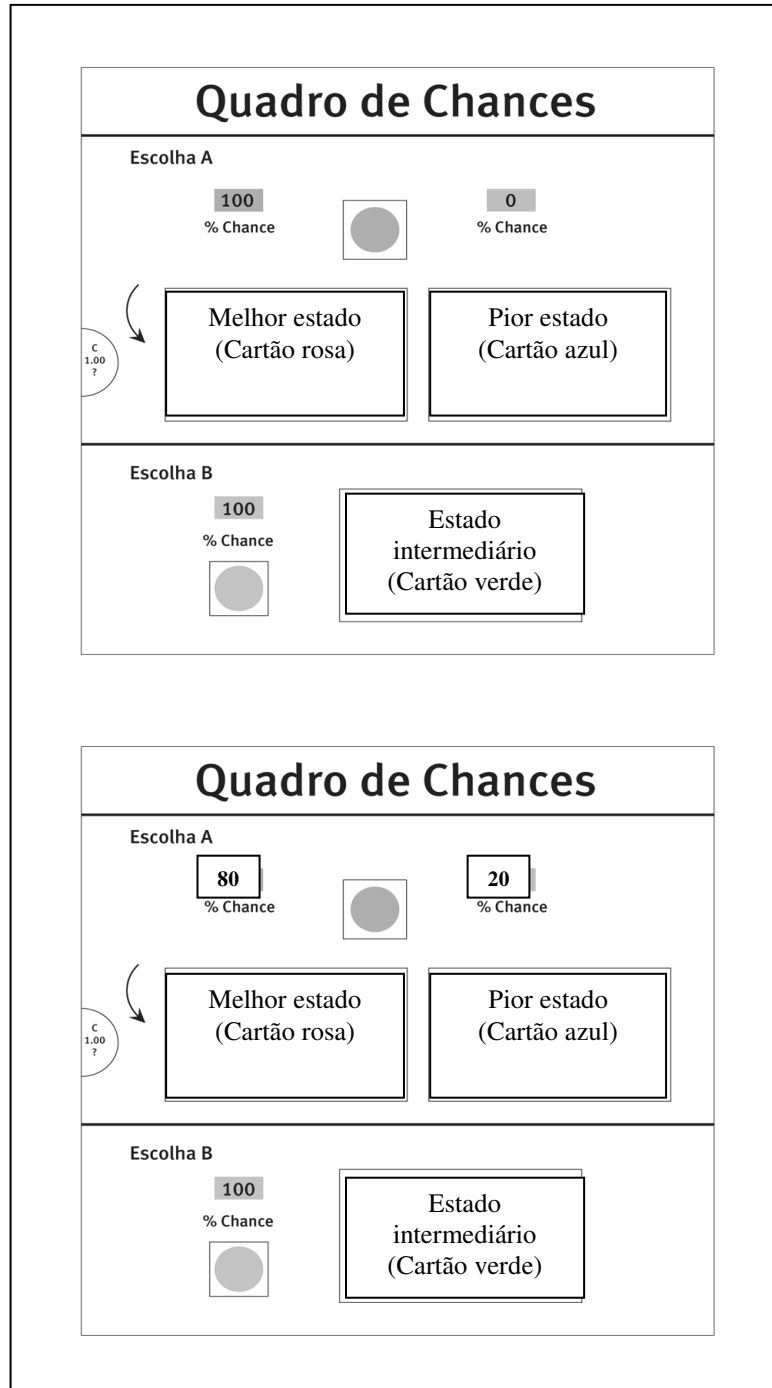 Quadro de Chances
Escolha A
100
% Chance
0
% Chance
Melhor estado
(Cartão rosa)
Pior estado
(Cartão azul)
C
1.00
?
Escolha B
100
% Chance
Estado
intermediário
(Cartão verde)
Quadro de Chances
Escolha A
80
% Chance
20
% Chance
Melhor estado
(Cartão rosa)
Pior estado
(Cartão azul)
C
1.00
?
Escolha B
100
% Chance
Estado
intermediário
(Cartão verde)